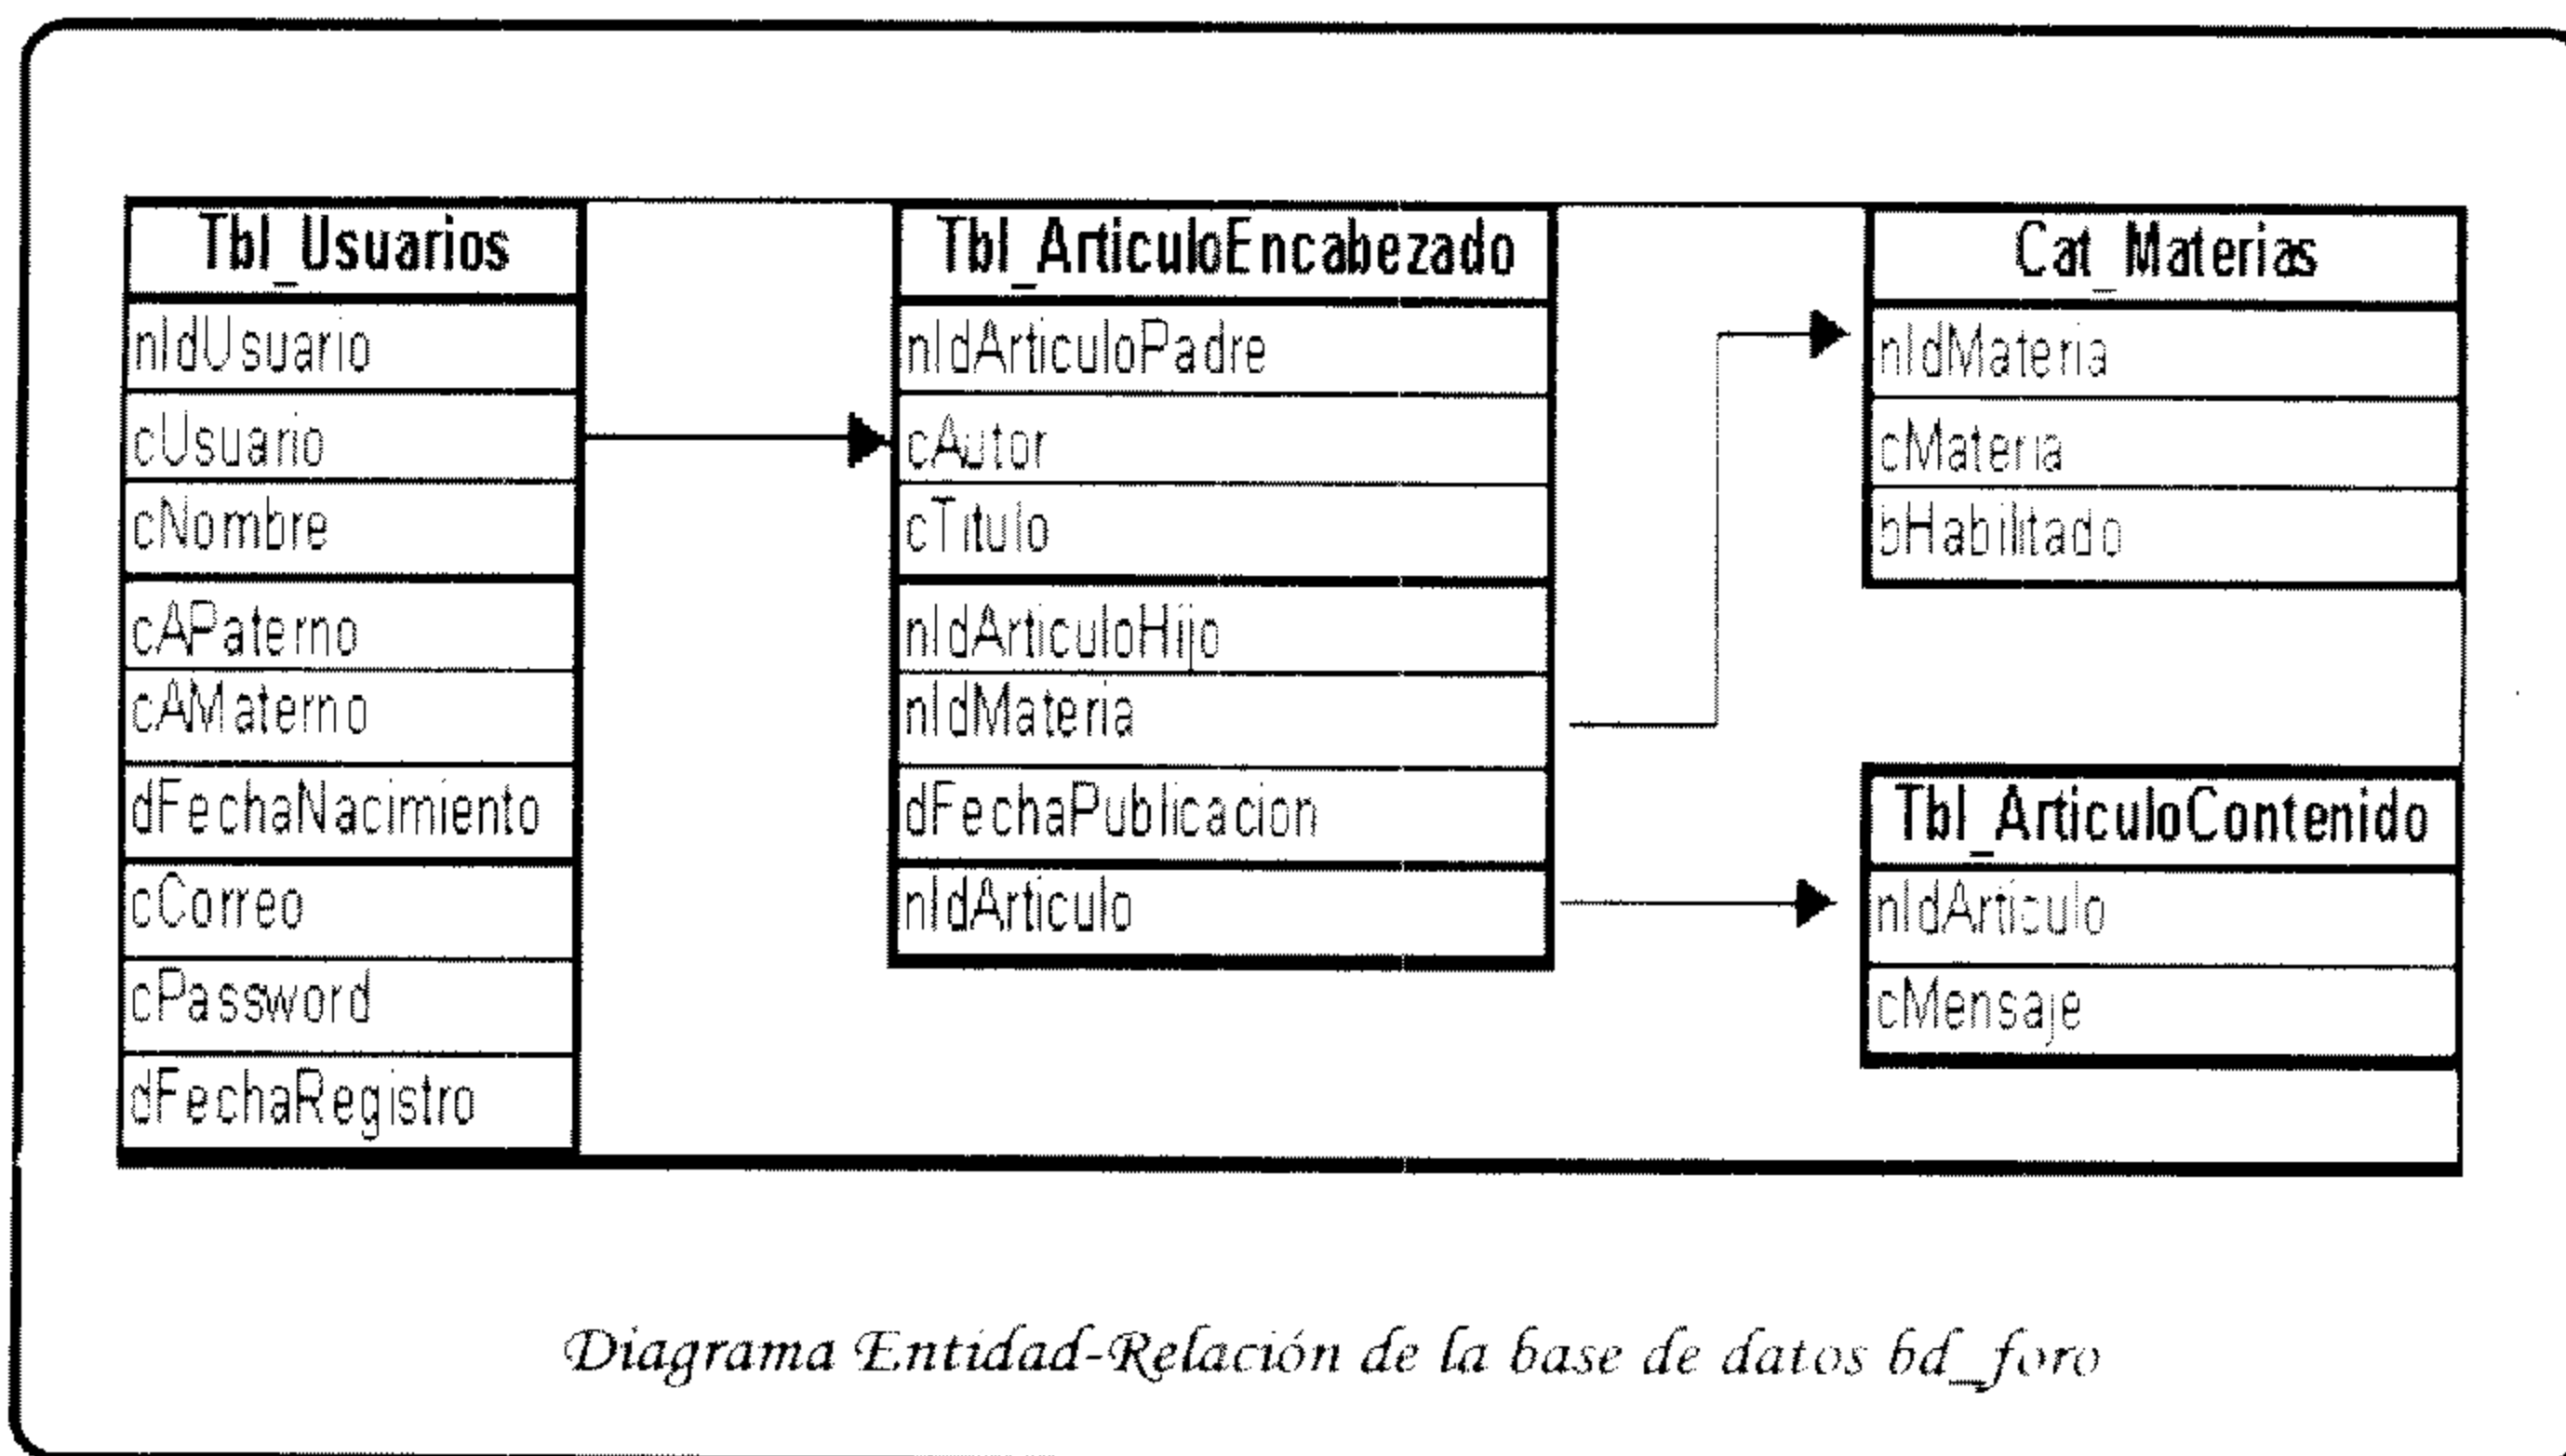 Tbl_Usuarios
nIdUsuario
cUsuario
cNombre
cAPaterno
cAMaterno
dFechaNacimiento
cCorreo
cPassword
dFechaRegistro
Tbl_ArticuloEncabezado
nIdArticuloPadre
cAutor
cTitulo
nIdArticuloHijo
nIdMateria
dFechaPublicacion
nIdArticulo
Cat_Materias
nIdMateria
cMateria
bHabilitado
Tbl_ArticuloContenido
nIdArticulo
cMensaje
Diagrama Entidad-Relación de la base de datos bd_foro